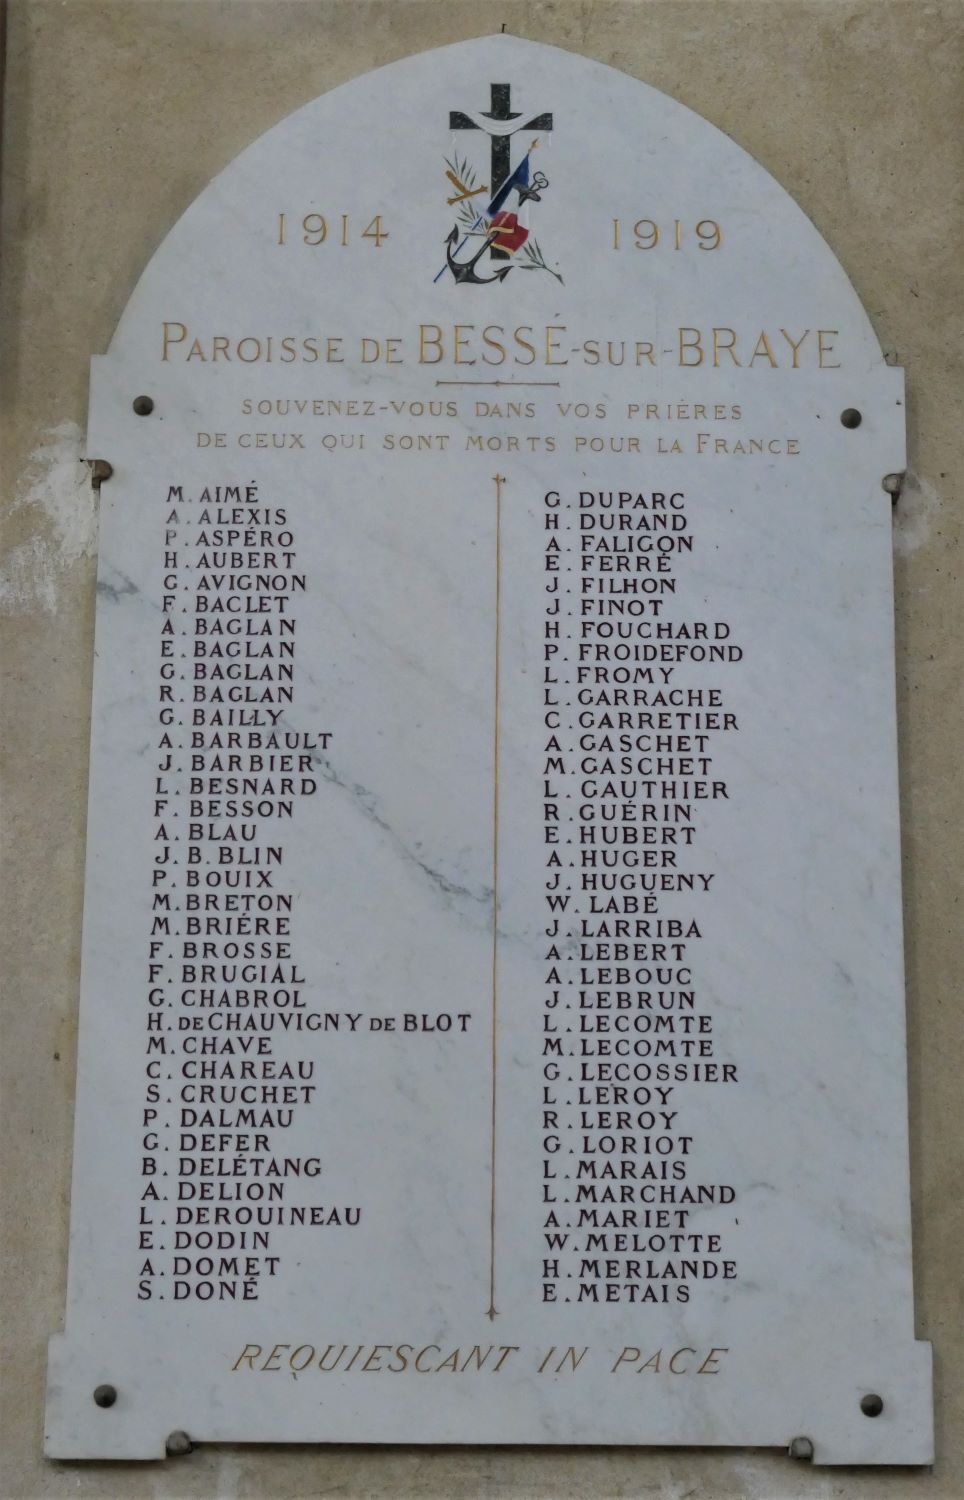 1914 1919
PAROISSE DE BESSÉ-SUR-BRAYE
SOUVENEZ-VOUS DANS VOS PRIÉRES
DE CEUX QUI SONT MORTS POUR LA FRANCE
M. AIMÉ
A. ALEXIS
P. ASPÉRO
H. AUBERT
G. AVIGNON
F. BACLET
A. BAGLAN
E. BAGLAN
G. BAGLAN
R. BAGLAN
G. BAILLY
A. BARBAULT
J. BARBIER
L. BESNARD
F. BESSON
A. BLAU
J. B. BLIN
P. BOUIX
M. BRETON
M. BRIÉRE
F. BROSSE
F. BRUGIAL
G. CHABROL
H. DE CHAUVIGNY DE BLOT
M. CHAVE
C. CHAREAU
S. CRUCHET
P. DALMAU
G. DEFER
B. DELÉTANG
A. DELION
L. DEROUINEAU
E. DODIN
A. DOMET
S. DONÉ
G. DUPARC
H. DURAND
A. FALIGON
E. FERRÉ
J. FILHON
J. FINOT
H. FOUCHARD
P. FROIDEFOND
L. FROMY
L. GARRACHE
C. GARRETIER
A. GASCHET
M. GASCHET
L. GAUTHIER
R. GUÉRIN
E. HUBERT
A. HUGER
J. HUGUENY
W. LABÉ
J. LARRIBA
A. LEBERT
A. LEBOUC
J. LEBRUN
L. LECOMTE
M. LECOMTE
G. LECOSSIER
L. LEROY
R. LEROY
G. LORIOT
L. MARAIS
L. MARCHAND
A. MARIET
W. MELOTTE
H. MERLANDE
E. METAIS
REQUIESCANT IN PACE